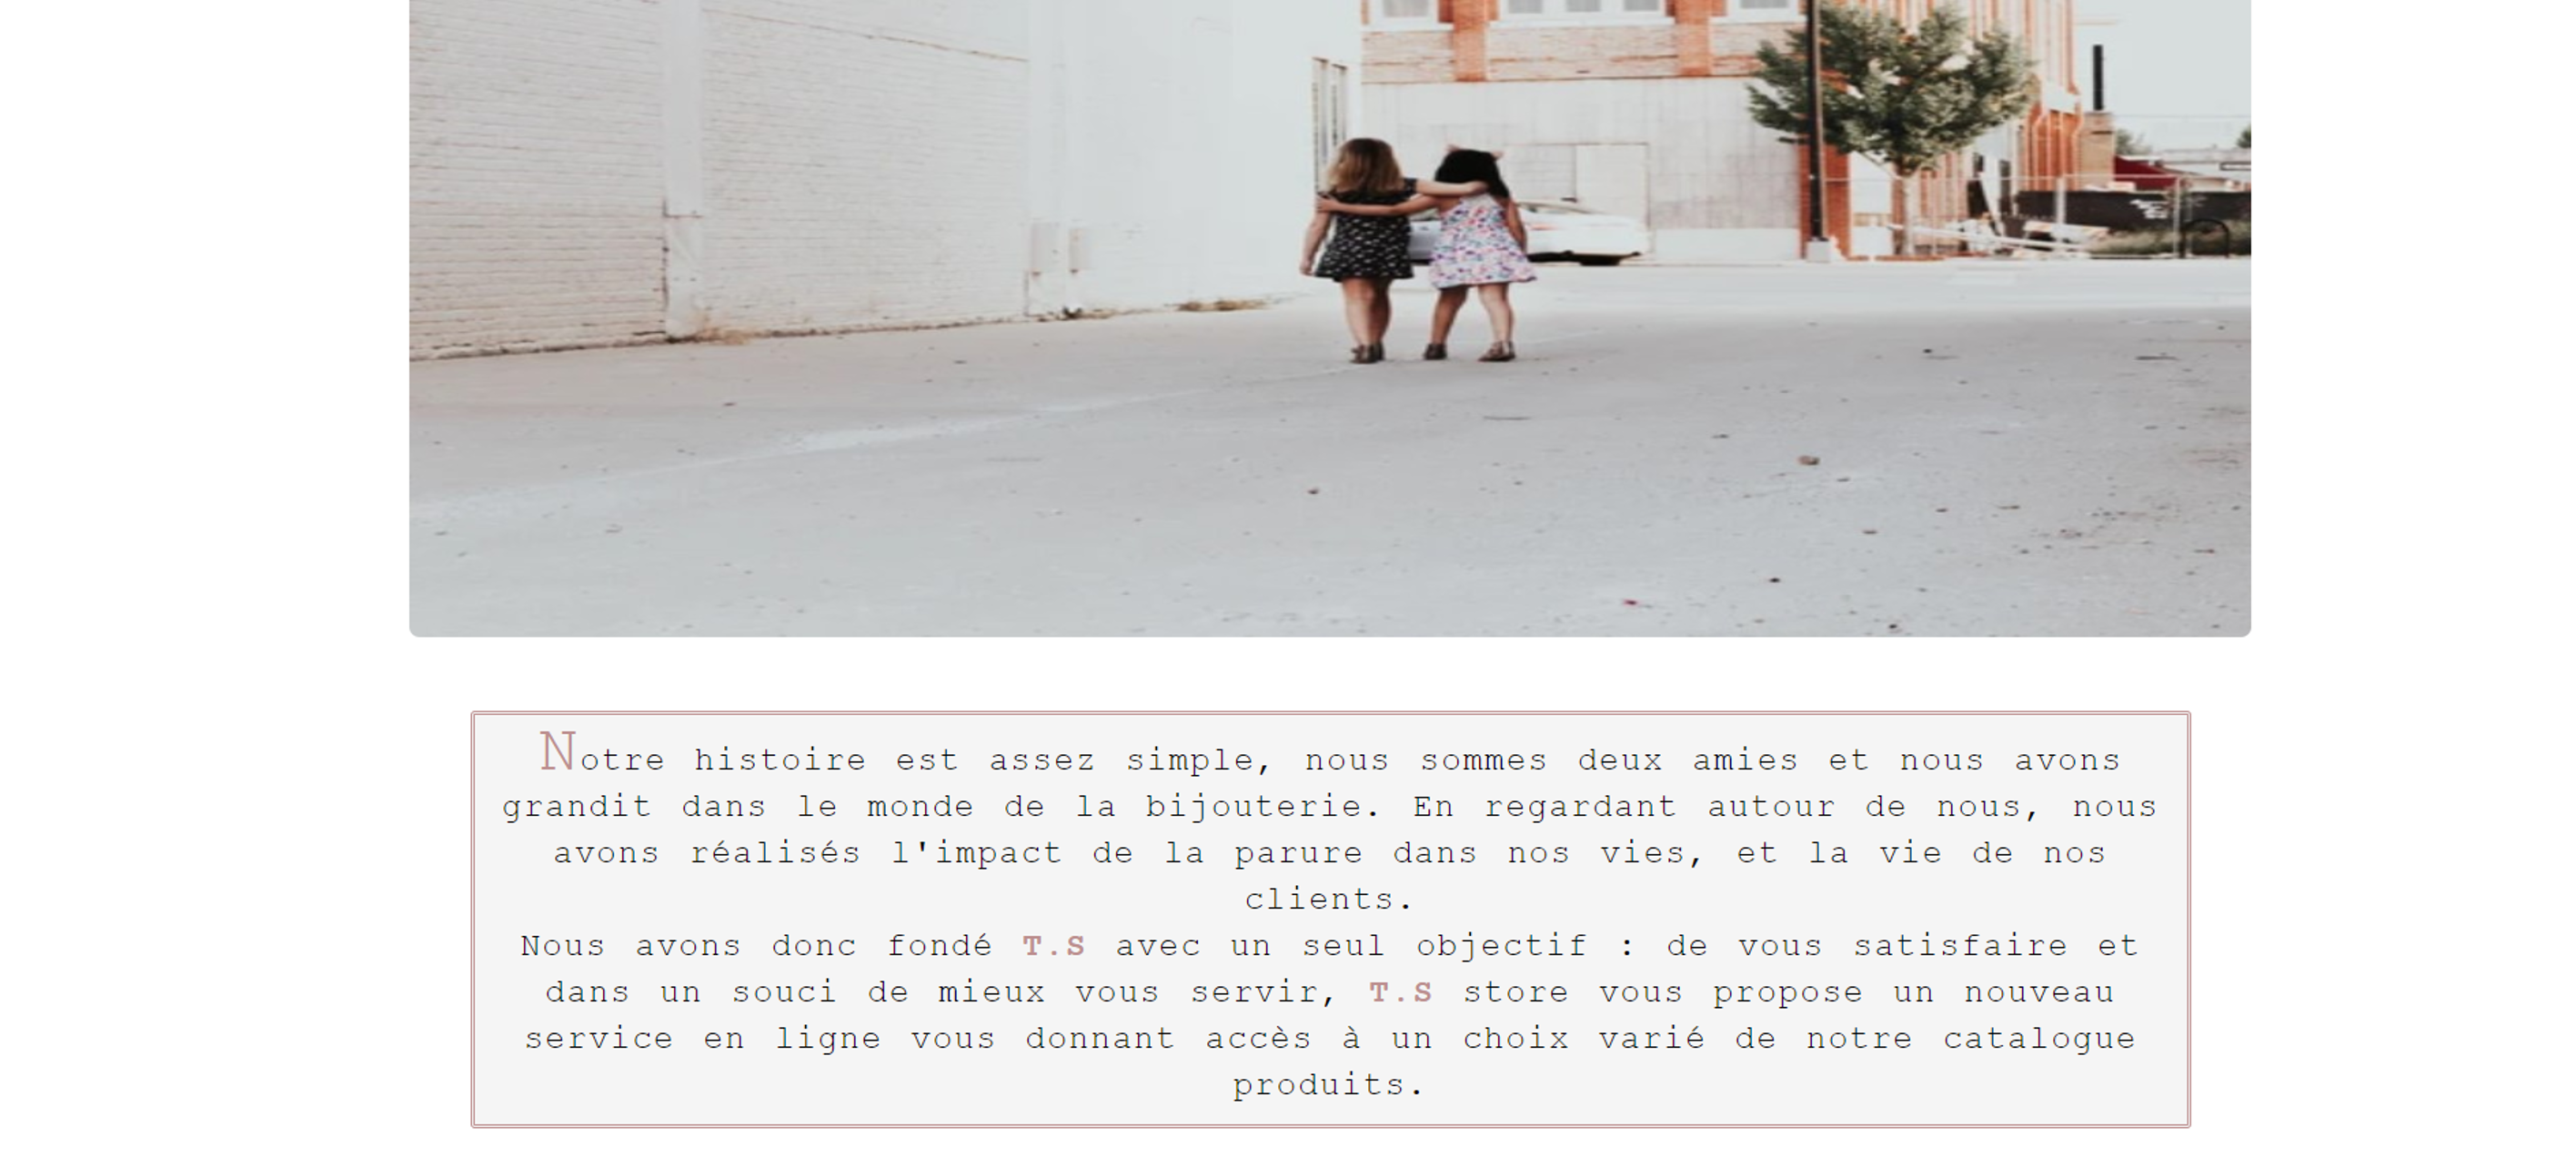 Notre histoire est assez simple, nous sommes deux amies et nous avons
grandit dans le monde de la bijouterie. En regardant autour de nous, nous
avons réalisés l'impact de la parure dans nos vies, et la vie de nos
clients.
Nous avons donc fondé T.S avec un seul objectif : de vous satisfaire et
dans un souci de mieux vous servir, T.S store vous propose un nouveau
service en ligne vous donnant accès à un choix varié de notre catalogue
produits.